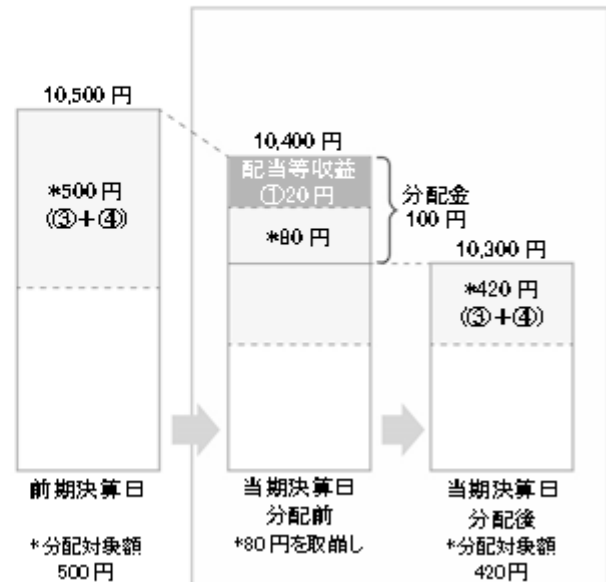 10,500 円
*500 円
(③+④)
前期決算日
*分配対象額
500 円
10,400 円
配当等収益
①20 円
*80 円
分配金
100 円
当期決算日
分配前
*80 円を取崩し
10,300 円
*420 円
(③+④)
当期決算日
分配後
*分配対象額
420円